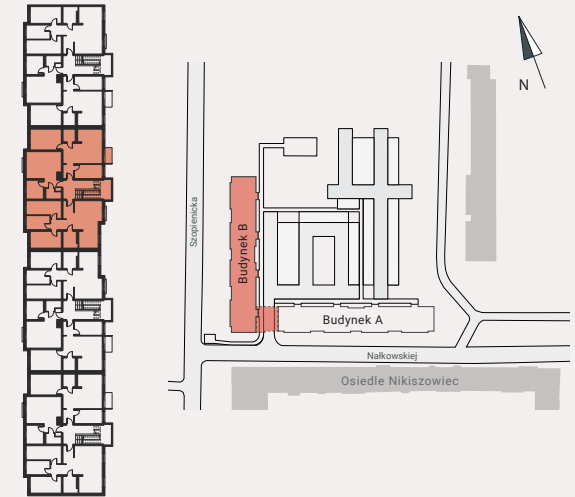 N
Szopienicka
Budynek B
Budynek A
Nałkowskiej
Osiedle Nikiszowiec